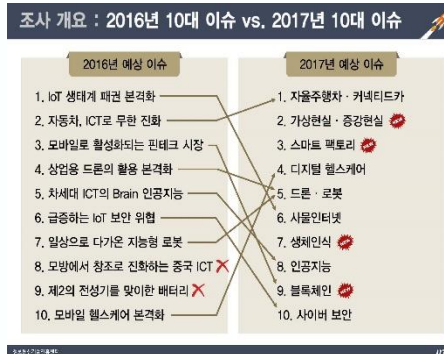 조사 개요 : 2016년 10대 이슈 vs. 2017년 10대 이슈
2016년 예상 이슈
1. IoT 생태계 패권 본격화
2. 자동차, ICT로 무한 진화
3. 모바일로 활성화되는 핀테크 시장
4. 상업용 드론의 활용 본격화
5. 차세대 ICT의 Brain 인공지능
6. 급증하는 IoT 보안 위협
7. 일상으로 다가온 지능형 로봇
8. 모방에서 창조로 진화하는 중국 ICT
9. 제2의 전성기를 맞이한 배터리
10. 모바일 헬스케어 본격화
2017년 예상 이슈
1. 자율주행차 · 커넥티드카
2. 가상현실 · 증강현실
3. 스마트 팩토리
4. 디지털 헬스케어
5. 드론 · 로봇
6. 사물인터넷
7. 생체인식
8. 인공지능
9. 블록체인
10. 사이버 보안